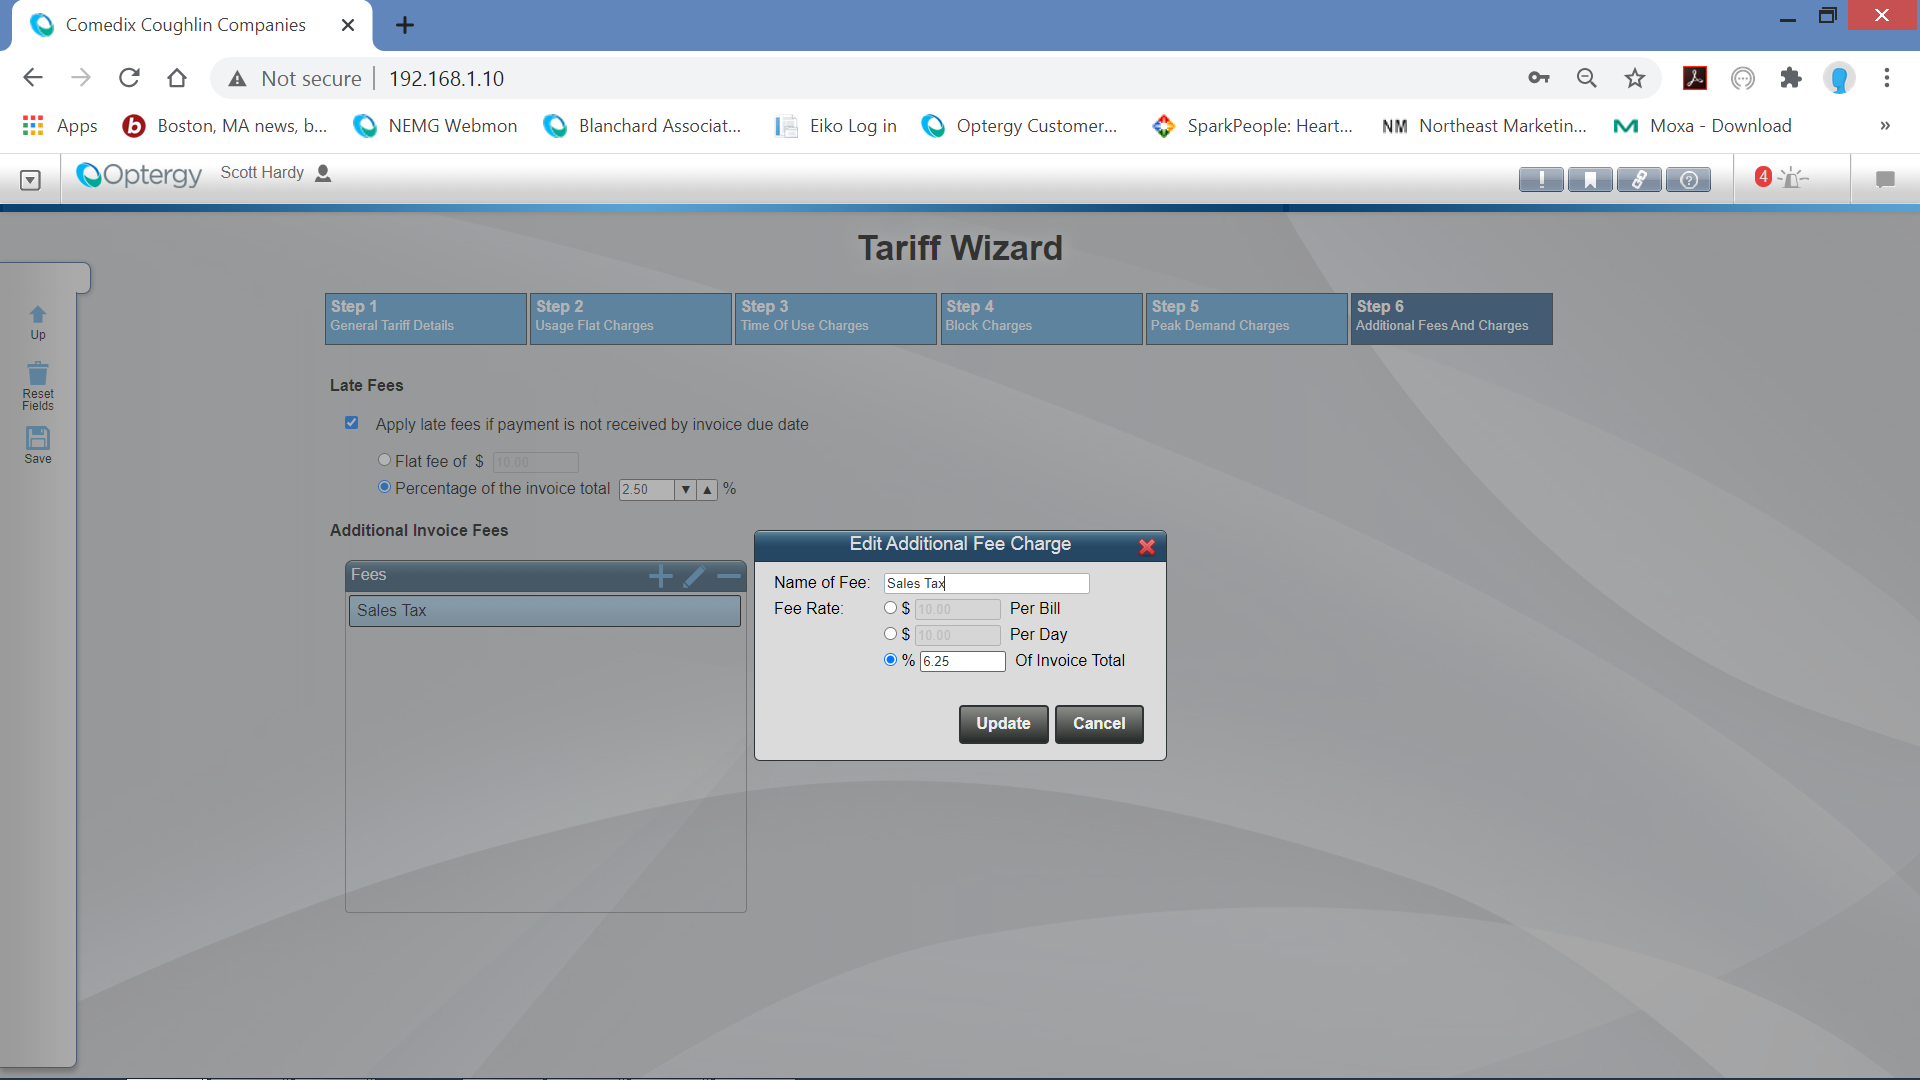 Comedix Coughlin Companies
Not secure 192.168.1.10
Apps Boston, MA news, b... NEMG Webmon Blanchard Associat... Eiko Log in Optergy Customer... SparkPeople: Heart... NM Northeast Marketin... Moxa - Download »
Optergy Scott Hardy 4
Tariff Wizard
Step 1
General Tariff Details
Step 2
Usage Flat Charges
Step 3
Time Of Use Charges
Step 4
Block Charges
Step 5
Peak Demand Charges
Step 6
Additional Fees And Charges
Up
Reset
Fields
Save
Late Fees
Apply late fees if payment is not received by invoice due date
Flat fee of $ 10.00
Percentage of the invoice total 2.50 %
Additional Invoice Fees
Fees
Sales Tax
Edit Additional Fee Charge
Name of Fee: Sales Tax
Fee Rate: $ 10.00 Per Bill
$ 10.00 Per Day
% 6.25 Of Invoice Total
Update Cancel